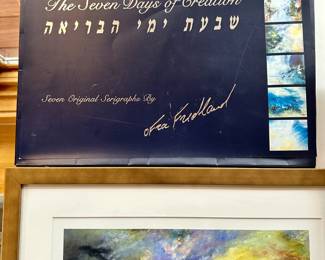 The Seven Days of Creation
שבעת ימי הבריאה
Seven Original Serigraphs By